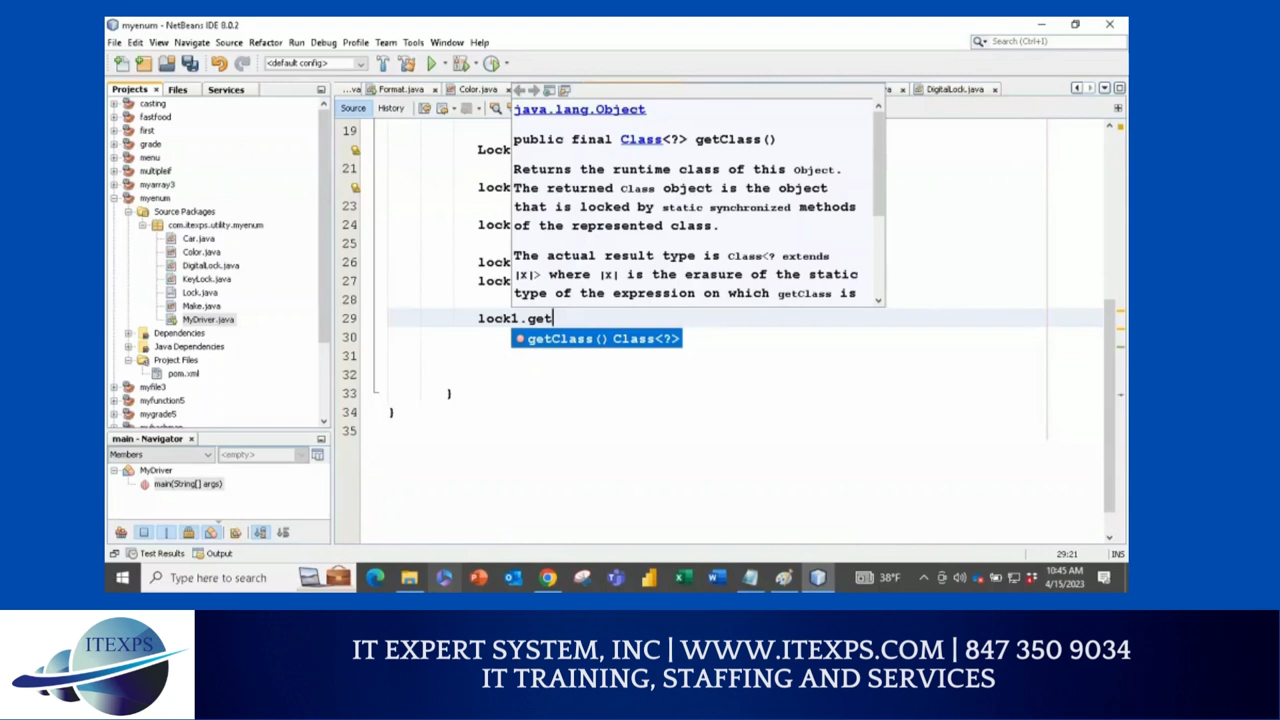 myenum - NetBeans IDE 8.0.2
File Edit View Navigate Source Refactor Run Debug Profile Team Tools Window Help
Search (Ctrl+I)
<default config>
Projects Files Services
...va Format.java Color.java DigitalLock.java
Source History
casting
fastfood
first
grade
menu
multipleif
myarray3
myenum
Source Packages
com.itexps.utility.myenum
Car.java
Color.java
DigitalLock.java
KeyLock.java
Lock.java
Make.java
MyDriver.java
Dependencies
Java Dependencies
Project Files
pom.xml
myfile3
myfunction5
mygrade5
main - Navigator
Members <empty>
MyDriver
main(String[] args)
19
Lock
21
lock
23
24 lock
25
26 lock
27 lock
28
29 lock1.get
30
31
32
33 }
34 }
35
java.lang.Object
public final Class<?> getClass()
Returns the runtime class of this Object.
The returned Class object is the object
that is locked by static synchronized methods
of the represented class.
The actual result type is Class<? extends
|X|> where |X| is the erasure of the static
type of the expression on which getClass is
getClass() Class<?>
Test Results Output
29:21 INS
Type here to search
38°F
10:45 AM
4/15/2023
ITEXPS
IT EXPERT SYSTEM, INC | WWW.ITEXPS.COM | 847 350 9034
IT TRAINING, STAFFING AND SERVICES